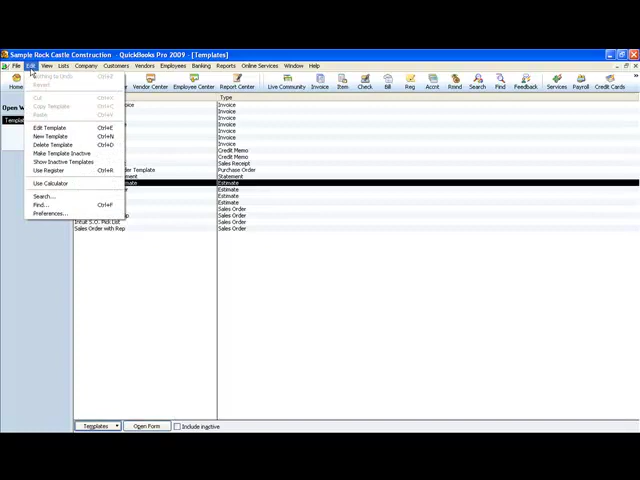 Sample Rock Castle Construction - QuickBooks Pro 2009 - [Templates]
File Edit View Lists Company Customers Vendors Employees Banking Reports Online Services Window Help
Nothing to Undo Ctrl+Z
Revert
Home Vendor Center Employee Center Report Center Live Community Invoice Item Check Bill Reg Accnt Rmnd Search Find Feedback Services Payroll Credit Cards
Cut
Copy Template
Paste
Edit Template Ctrl+E
New Template Ctrl+N
Delete Template Ctrl+D
Make Template Inactive
Show Inactive Templates
Use Register Ctrl+R
Use Calculator
Search...
Find... Ctrl+F
Preferences...
Open W
Templat
Type
Invoice
Invoice
Invoice
Invoice
Invoice
Invoice
Invoice
Credit Memo
Credit Memo
Sales Receipt
Purchase Order
Statement
Estimate
Estimate
Estimate
Estimate
Sales Order
Sales Order
Intuit S.O. Pick List Sales Order
Sales Order with Rep Sales Order
Templates Open Form Include inactive